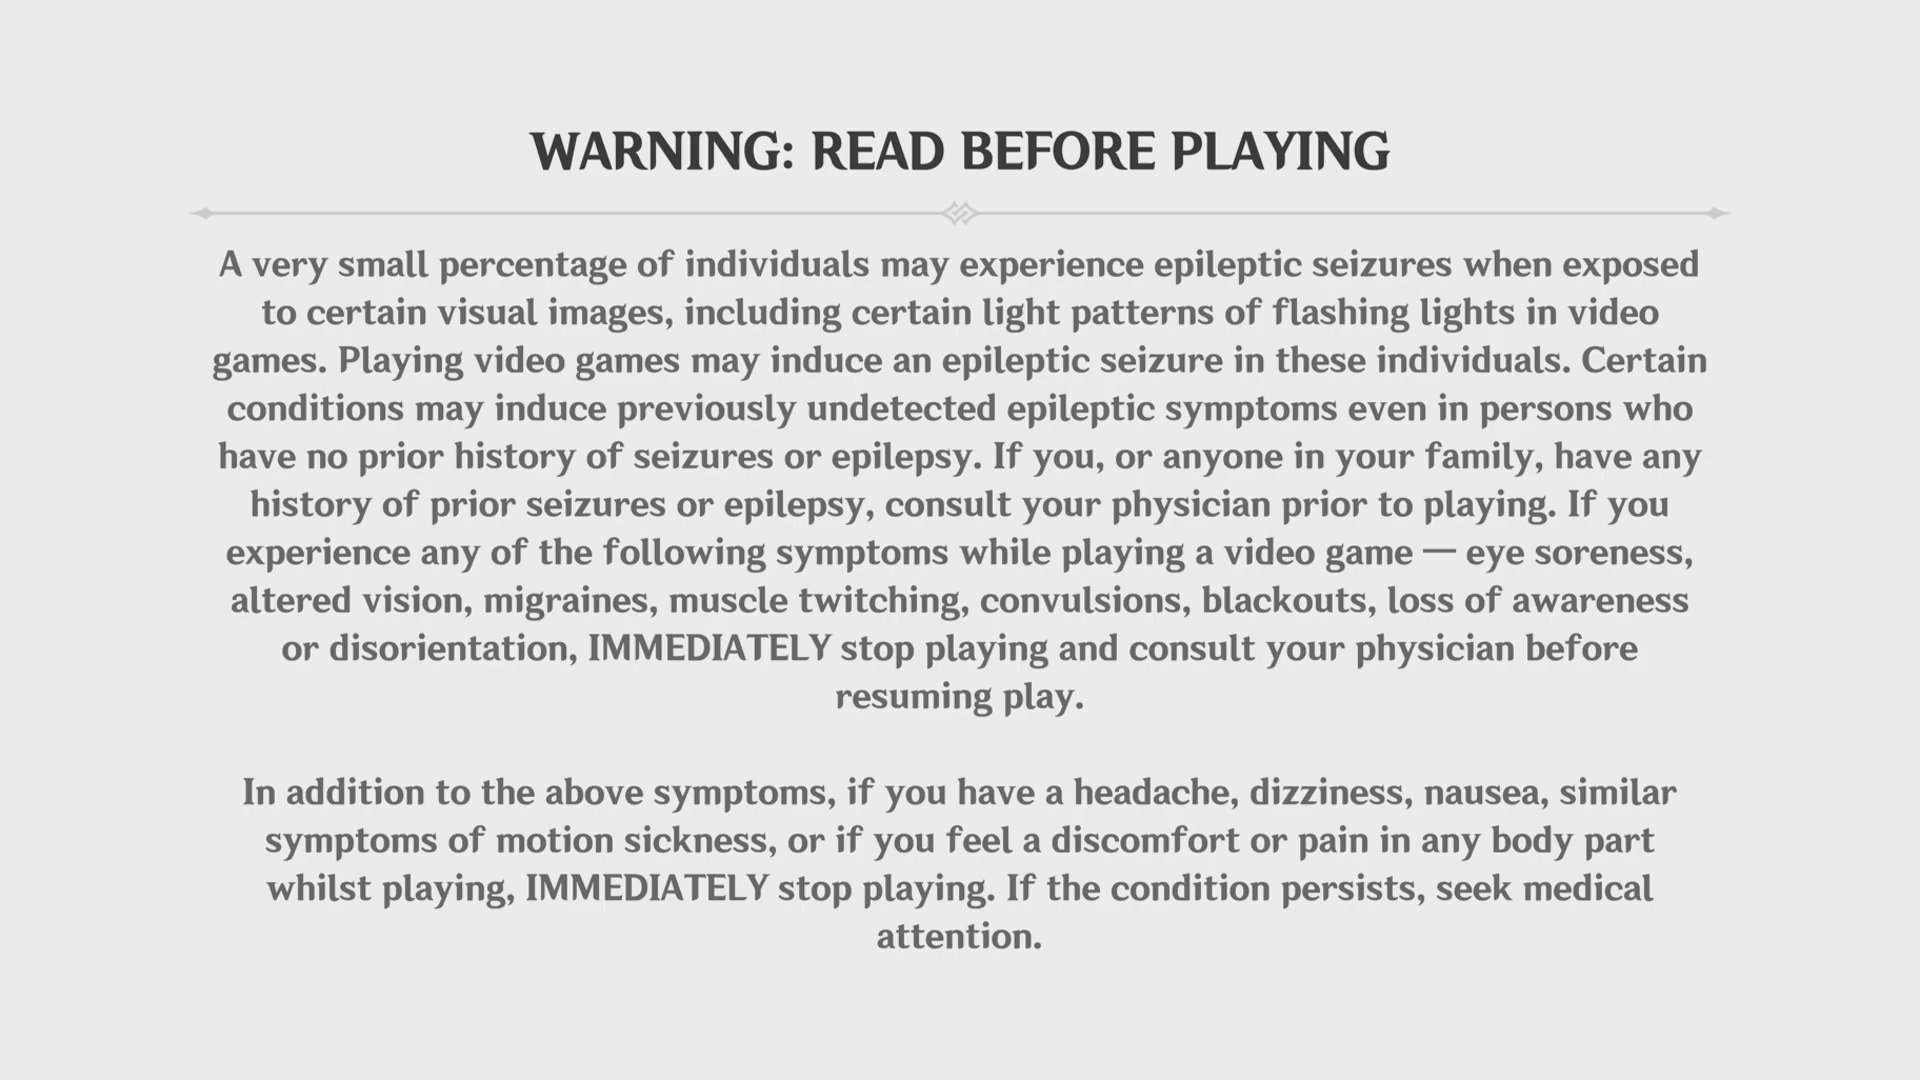 WARNING: READ BEFORE PLAYING
A very small percentage of individuals may experience epileptic seizures when exposed
to certain visual images, including certain light patterns of flashing lights in video
games. Playing video games may induce an epileptic seizure in these individuals. Certain
conditions may induce previously undetected epileptic symptoms even in persons who
have no prior history of seizures or epilepsy. If you, or anyone in your family, have any
history of prior seizures or epilepsy, consult your physician prior to playing. If you
experience any of the following symptoms while playing a video game — eye soreness,
altered vision, migraines, muscle twitching, convulsions, blackouts, loss of awareness
or disorientation, IMMEDIATELY stop playing and consult your physician before
resuming play.
In addition to the above symptoms, if you have a headache, dizziness, nausea, similar
symptoms of motion sickness, or if you feel a discomfort or pain in any body part
whilst playing, IMMEDIATELY stop playing. If the condition persists, seek medical
attention.